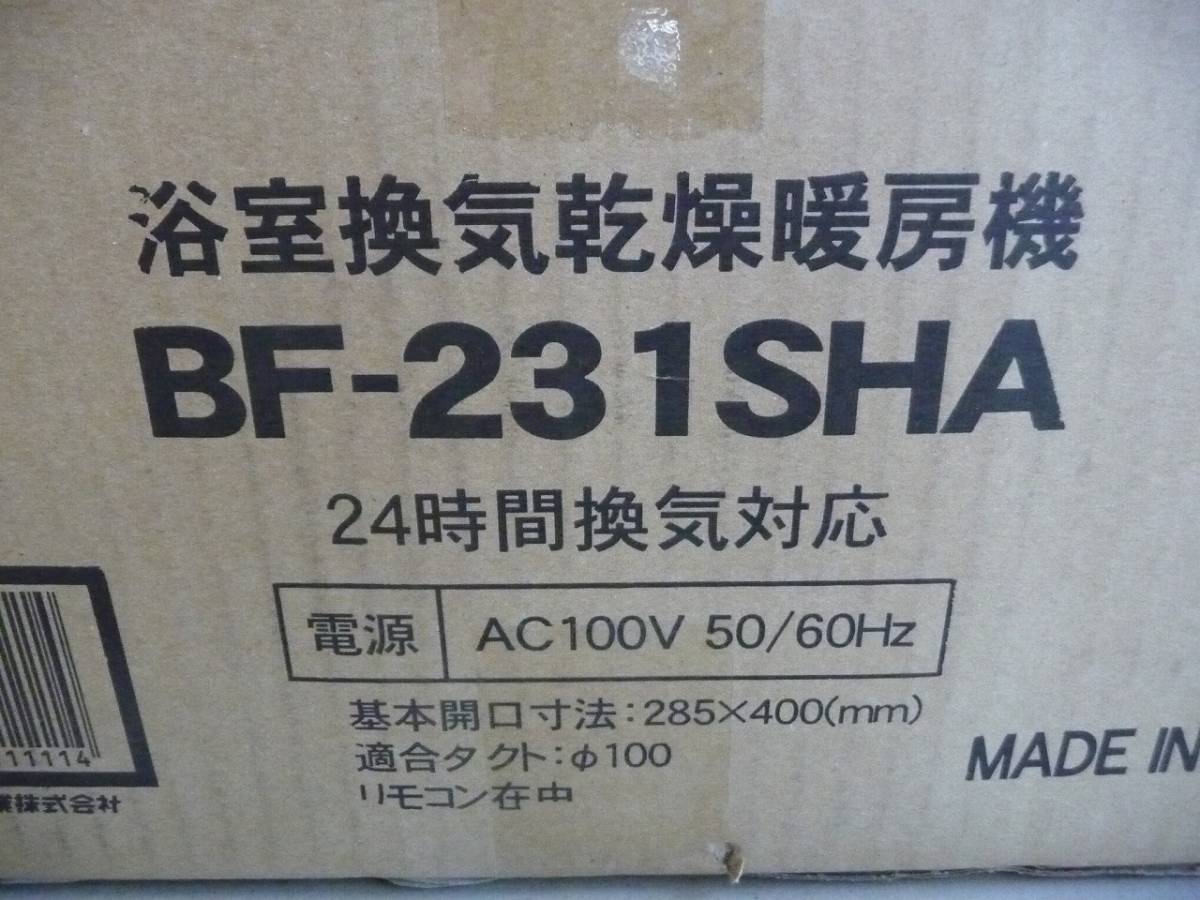 浴室換気乾燥暖房機
BF-231SHA
24時間換気対応
電源 AC100V 50/60Hz
基本開口寸法:285×400(mm)
適合タクト:φ100
リモコン在中
11114
業株式会社
MADE IN